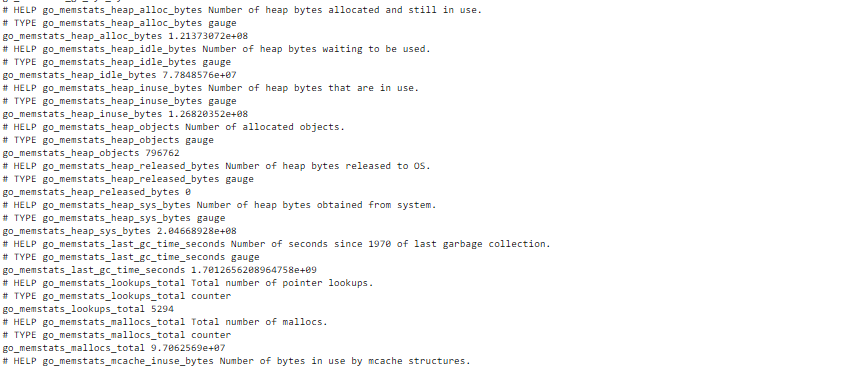 # HELP go_memstats_heap_alloc_bytes Number of heap bytes allocated and still in use.
# TYPE go_memstats_heap_alloc_bytes gauge
go_memstats_heap_alloc_bytes 1.21373072e+08
# HELP go_memstats_heap_idle_bytes Number of heap bytes waiting to be used.
# TYPE go_memstats_heap_idle_bytes gauge
go_memstats_heap_idle_bytes 7.7848576e+07
# HELP go_memstats_heap_inuse_bytes Number of heap bytes that are in use.
# TYPE go_memstats_heap_inuse_bytes gauge
go_memstats_heap_inuse_bytes 1.26820352e+08
# HELP go_memstats_heap_objects Number of allocated objects.
# TYPE go_memstats_heap_objects gauge
go_memstats_heap_objects 796762
# HELP go_memstats_heap_released_bytes Number of heap bytes released to OS.
# TYPE go_memstats_heap_released_bytes gauge
go_memstats_heap_released_bytes 0
# HELP go_memstats_heap_sys_bytes Number of heap bytes obtained from system.
# TYPE go_memstats_heap_sys_bytes gauge
go_memstats_heap_sys_bytes 2.04668928e+08
# HELP go_memstats_last_gc_time_seconds Number of seconds since 1970 of last garbage collection.
# TYPE go_memstats_last_gc_time_seconds gauge
go_memstats_last_gc_time_seconds 1.7012656208964758e+09
# HELP go_memstats_lookups_total Total number of pointer lookups.
# TYPE go_memstats_lookups_total counter
go_memstats_lookups_total 5294
# HELP go_memstats_mallocs_total Total number of mallocs.
# TYPE go_memstats_mallocs_total counter
go_memstats_mallocs_total 9.7062569e+07
# HELP go_memstats_mcache_inuse_bytes Number of bytes in use by mcache structures.